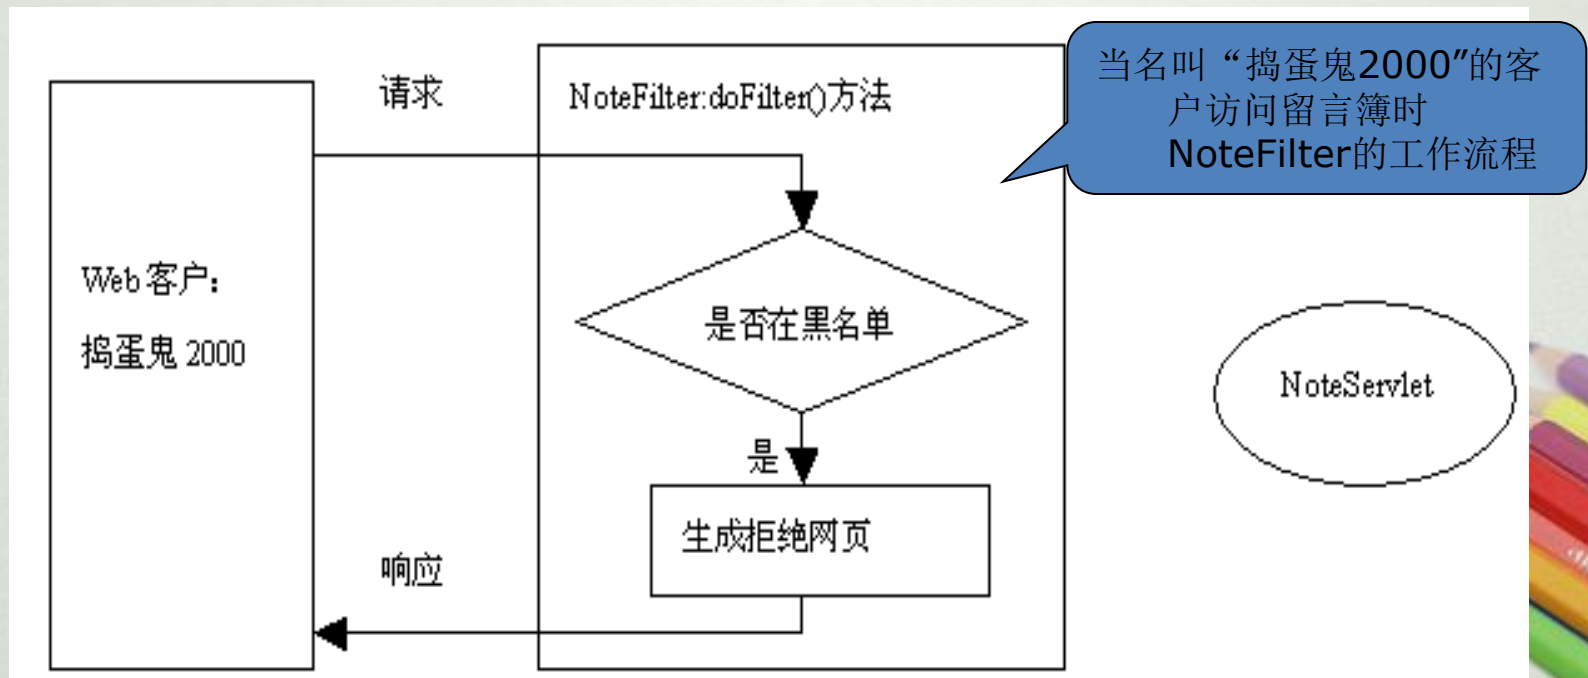 请求
NoteFilter:doFilter()方法
当名叫“捣蛋鬼2000”的客
户访问留言簿时
NoteFilter的工作流程
Web 客户：
捣蛋鬼 2000
是否在黑名单
NoteServlet
是
生成拒绝网页
响应